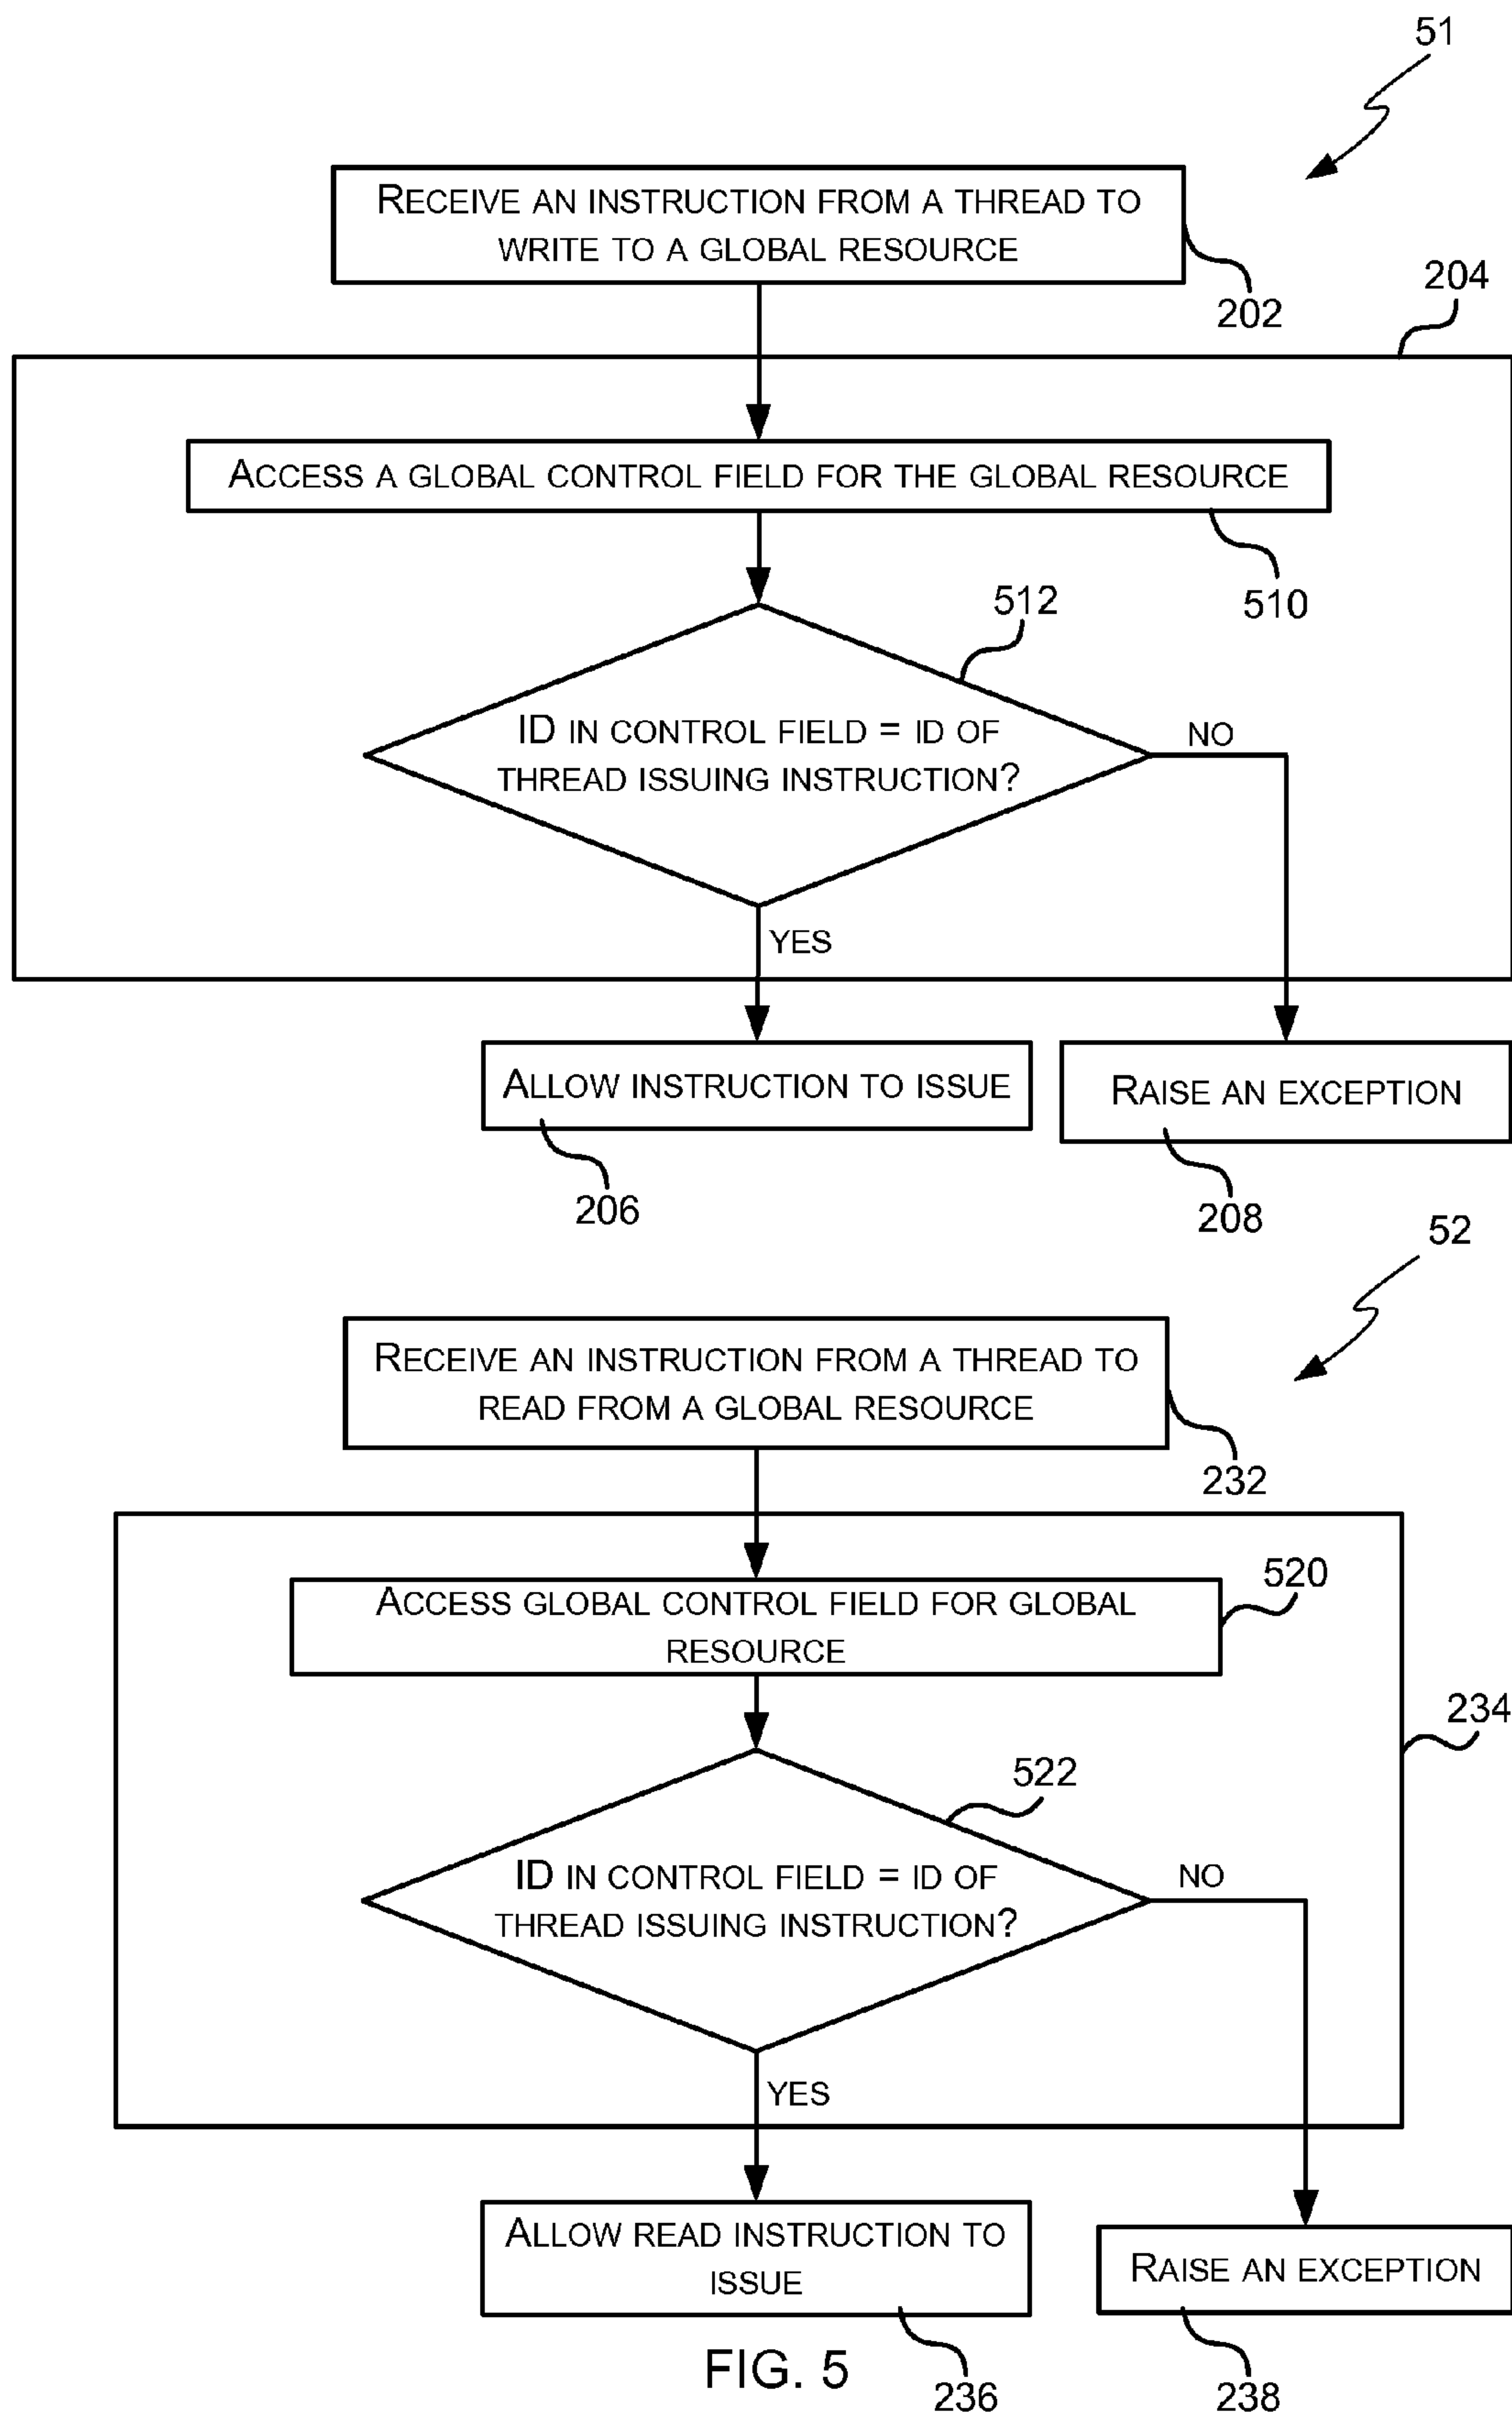 51
RECEIVE AN INSTRUCTION FROM A THREAD TO
WRITE TO A GLOBAL RESOURCE
202
204
ACCESS A GLOBAL CONTROL FIELD FOR THE GLOBAL RESOURCE
510
512
ID IN CONTROL FIELD = ID OF
THREAD ISSUING INSTRUCTION?
NO
YES
ALLOW INSTRUCTION TO ISSUE
RAISE AN EXCEPTION
206
208
52
RECEIVE AN INSTRUCTION FROM A THREAD TO
READ FROM A GLOBAL RESOURCE
232
520
ACCESS GLOBAL CONTROL FIELD FOR GLOBAL
RESOURCE
234
522
ID IN CONTROL FIELD = ID OF
THREAD ISSUING INSTRUCTION?
NO
YES
ALLOW READ INSTRUCTION TO
ISSUE
RAISE AN EXCEPTION
FIG. 5
236
238